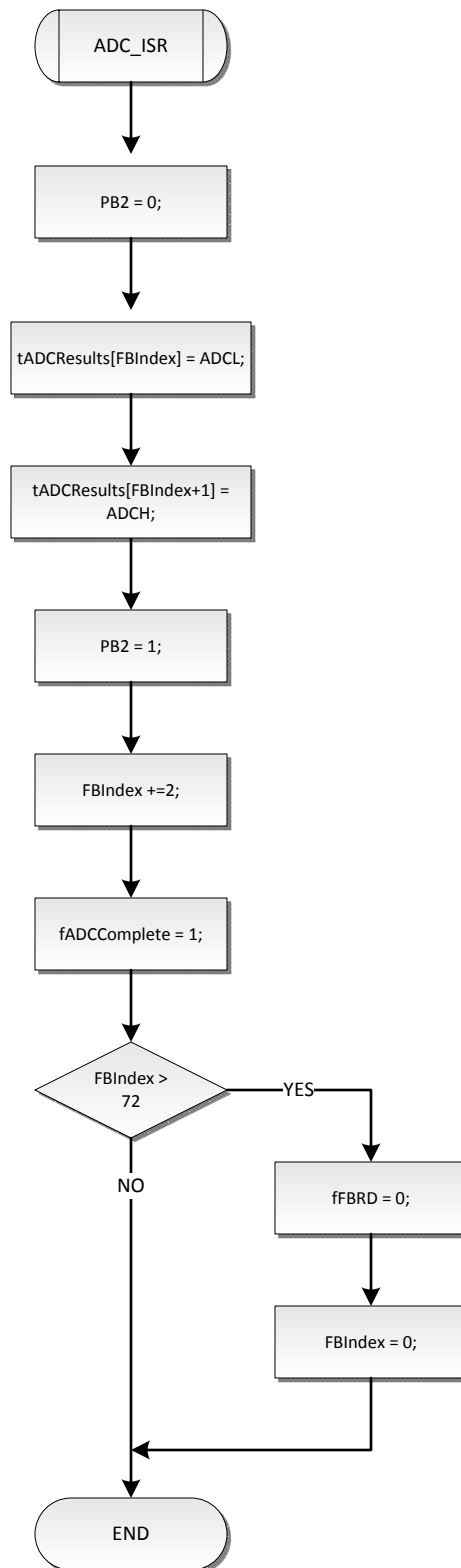 ADC_ISR
PB2 = 0;
tADCResults[FBIndex] = ADCL;
tADCResults[FBIndex+1] =
ADCH;
PB2 = 1;
FBIndex +=2;
fADCComplete = 1;
FBIndex >
72
YES
NO
fFBRD = 0;
FBIndex = 0;
END